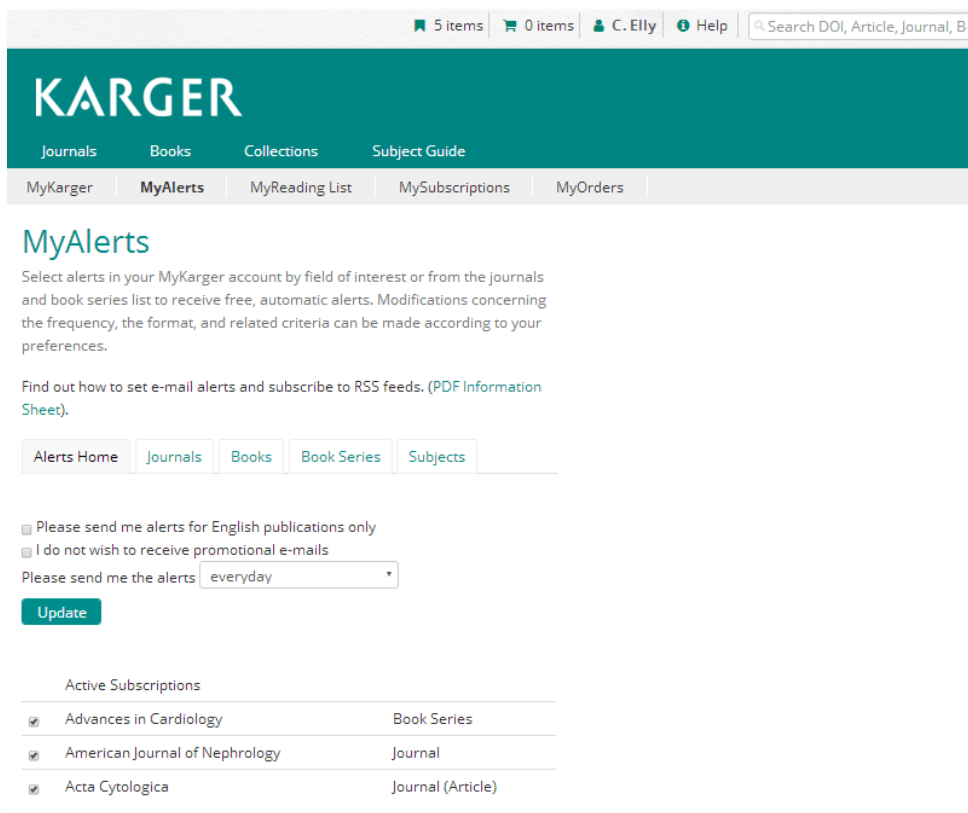 5 items 0 items C. Elly Help Search DOI, Article, Journal, B
KARGER
Journals Books Collections Subject Guide
MyKarger MyAlerts MyReading List MySubscriptions MyOrders
MyAlerts
Select alerts in your MyKarger account by field of interest or from the journals
and book series list to receive free, automatic alerts. Modifications concerning
the frequency, the format, and related criteria can be made according to your
preferences.
Find out how to set e-mail alerts and subscribe to RSS feeds. (PDF Information
Sheet).
Alerts Home Journals Books Book Series Subjects
Please send me alerts for English publications only
I do not wish to receive promotional e-mails
Please send me the alerts everyday
Update
Active Subscriptions
Advances in Cardiology Book Series
American Journal of Nephrology Journal
Acta Cytologica Journal (Article)